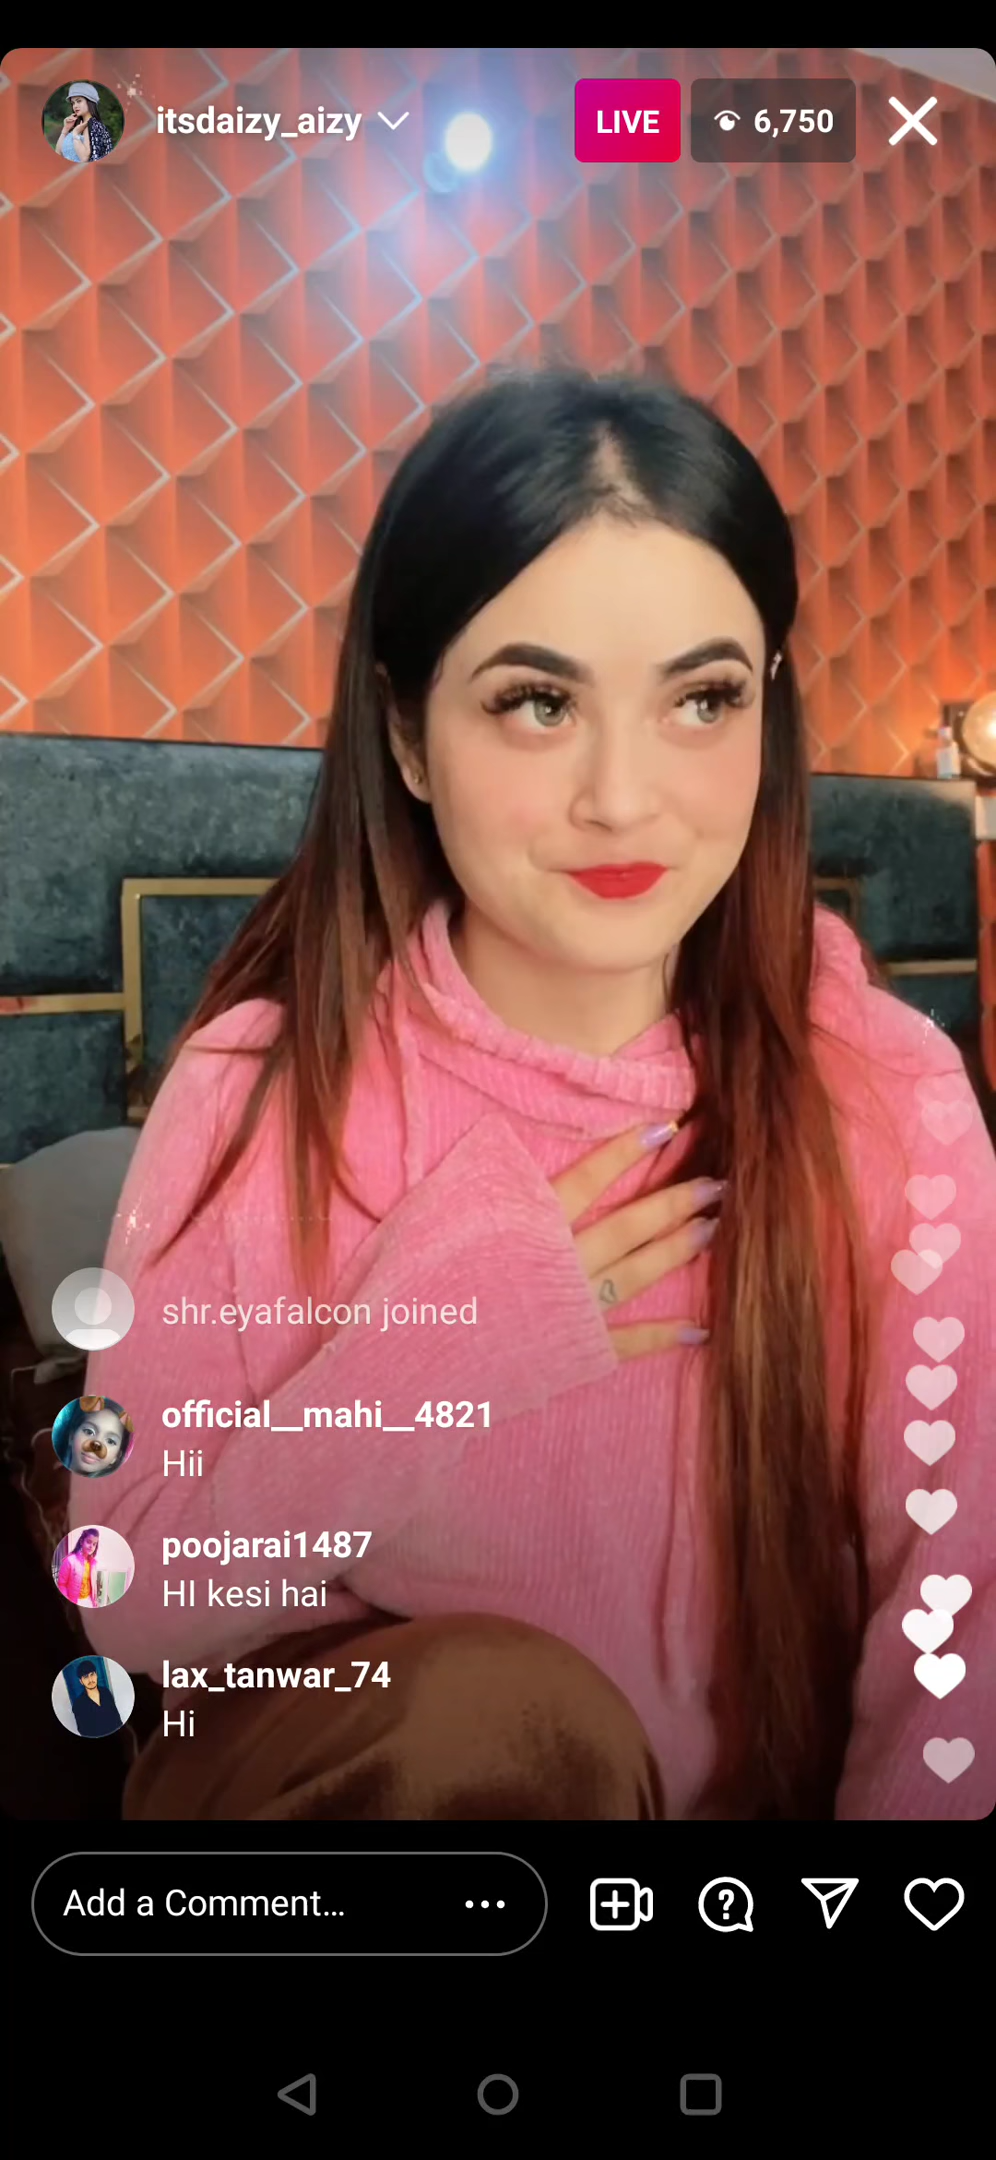 itsdaizy_aizy
LIVE
6,750
shr.eyafalcon joined
official__mahi__4821
Hii
poojarai1487
HI kesi hai
lax_tanwar_74
Hi
Add a Comment...